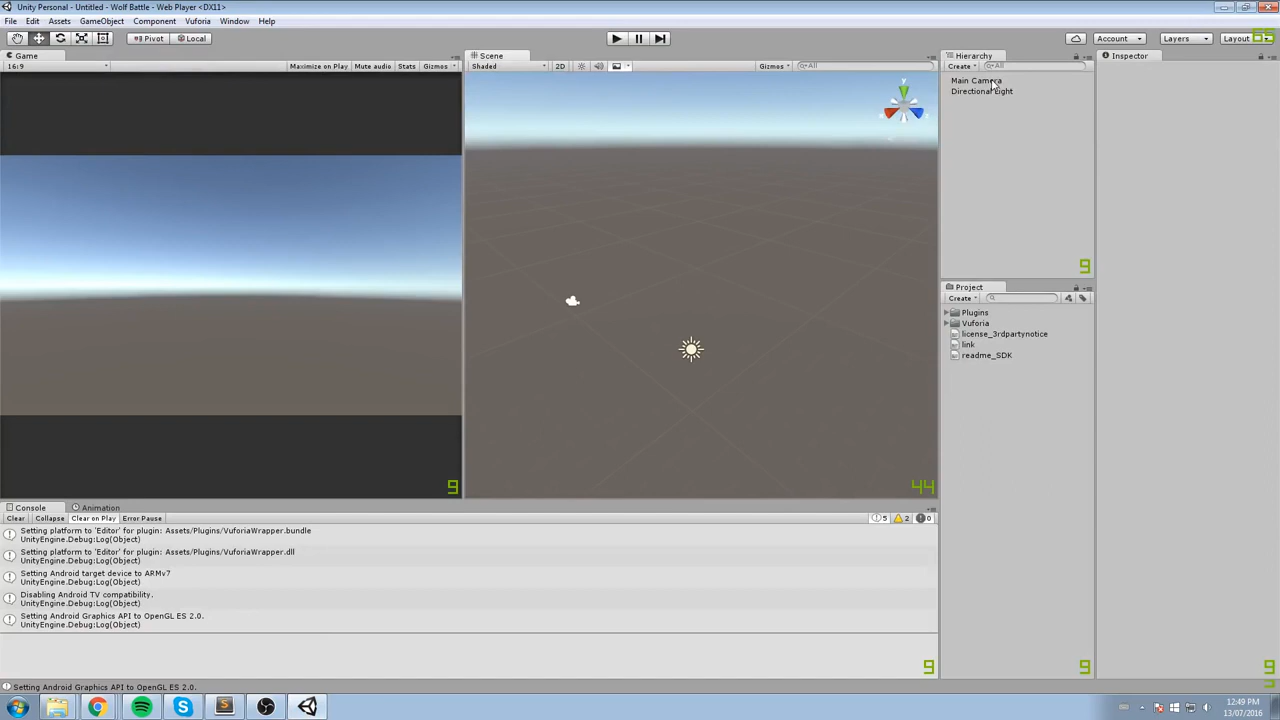 Unity Personal - Untitled - Wolf Battle - Web Player <DX11>
File Edit Assets GameObject Component Vuforia Window Help
Pivot Local Account Layers Layout
65
Game
16:9 Maximize on Play Mute audio Stats Gizmos
Scene
Shaded 2D Gizmos All
y
z
Hierarchy
Create All
Main Camera
Directional Light
9
Inspector
Project
Create
Plugins
Vuforia
license_3rdpartynotice
link
readme_SDK
9
44
Console Animation
Clear Collapse Clear on Play Error Pause 5 2 0
Setting platform to 'Editor' for plugin: Assets/Plugins/VuforiaWrapper.bundle
UnityEngine.Debug:Log(Object)
Setting platform to 'Editor' for plugin: Assets/Plugins/VuforiaWrapper.dll
UnityEngine.Debug:Log(Object)
Setting Android target device to ARMv7
UnityEngine.Debug:Log(Object)
Disabling Android TV compatibility.
UnityEngine.Debug:Log(Object)
Setting Android Graphics API to OpenGL ES 2.0.
UnityEngine.Debug:Log(Object)
9
9
9
Setting Android Graphics API to OpenGL ES 2.0.
12:49 PM
13/07/2016